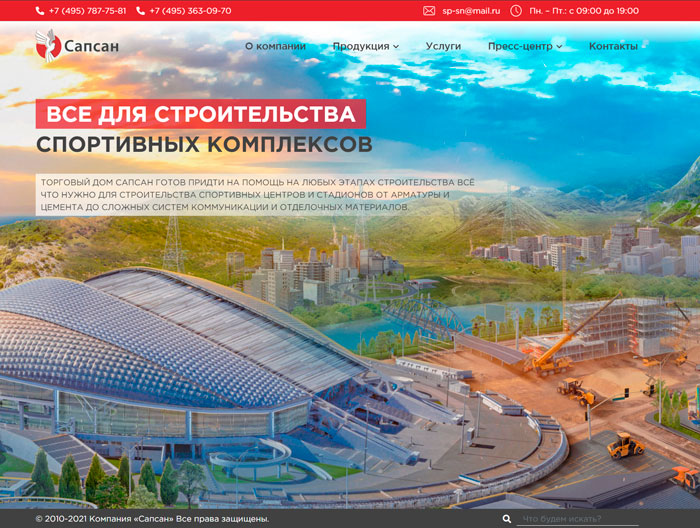 +7 (495) 787-75-81 +7 (495) 363-09-70 sp-sn@mail.ru Пн. – Пт.: с 09:00 до 19:00
Сапсан О компании Продукция Услуги Пресс-центр Контакты
ВСЕ ДЛЯ СТРОИТЕЛЬСТВА
СПОРТИВНЫХ КОМПЛЕКСОВ
ТОРГОВЫЙ ДОМ САПСАН ГОТОВ ПРИДТИ НА ПОМОЩЬ НА ЛЮБЫХ ЭТАПАХ СТРОИТЕЛЬСТВА ВСЁ
ЧТО НУЖНО ДЛЯ СТРОИТЕЛЬСТВА СПОРТИВНЫХ ЦЕНТРОВ И СТАДИОНОВ ОТ АРМАТУРЫ И
ЦЕМЕНТА ДО СЛОЖНЫХ СИСТЕМ КОММУНИКАЦИИ И ОТДЕЛОЧНЫХ МАТЕРИАЛОВ.
© 2010-2021 Компания «Сапсан» Все права защищены. Что будем искать?